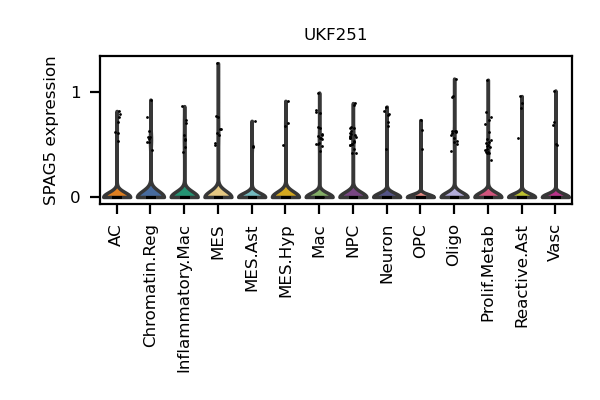 UKF251
SPAG5 expression
1
0
AC
Chromatin.Reg
Inflammatory.Mac
MES
MES.Ast
MES.Hyp
Mac
NPC
Neuron
OPC
Oligo
Prolif.Metab
Reactive.Ast
Vasc